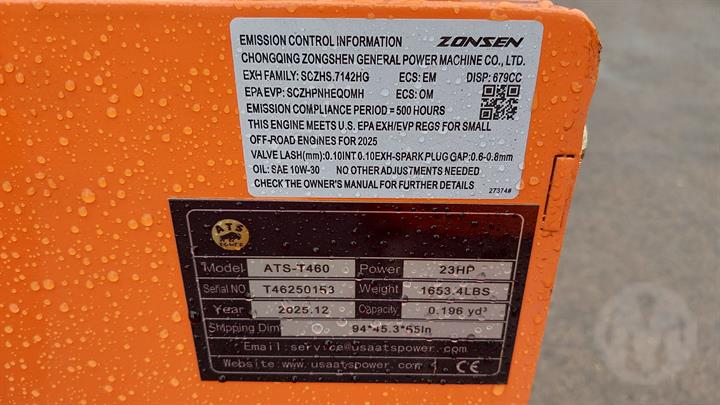 EMISSION CONTROL INFORMATION ZONSEN
CHONGQING ZONGSHEN GENERAL POWER MACHINE CO., LTD.
EXH FAMILY: SCZHS.7142HG ECS: EM DISP: 679CC
EPA EVP: SCZHPNHEQOMH ECS: OM
EMISSION COMPLIANCE PERIOD = 500 HOURS
THIS ENGINE MEETS U.S. EPA EXH/EVP REGS FOR SMALL
OFF-ROAD ENGINES FOR 2025
VALVE LASH(mm):0.10INT 0.10EXH-SPARK PLUG GAP:0.6-0.8mm
OIL: SAE 10W-30 NO OTHER ADJUSTMENTS NEEDED
CHECK THE OWNER'S MANUAL FOR FURTHER DETAILS
27374#
ATS
POWER
Model ATS-T460 Power 23HP
Serial NO. T46250153 Weight 1653.4LBS
Year 2025.12 Capacity 0.196 yd³
Shipping Dim 94*45.3*55In
Email:service@usaatspower.com
Website:www.usaatspower.com CE